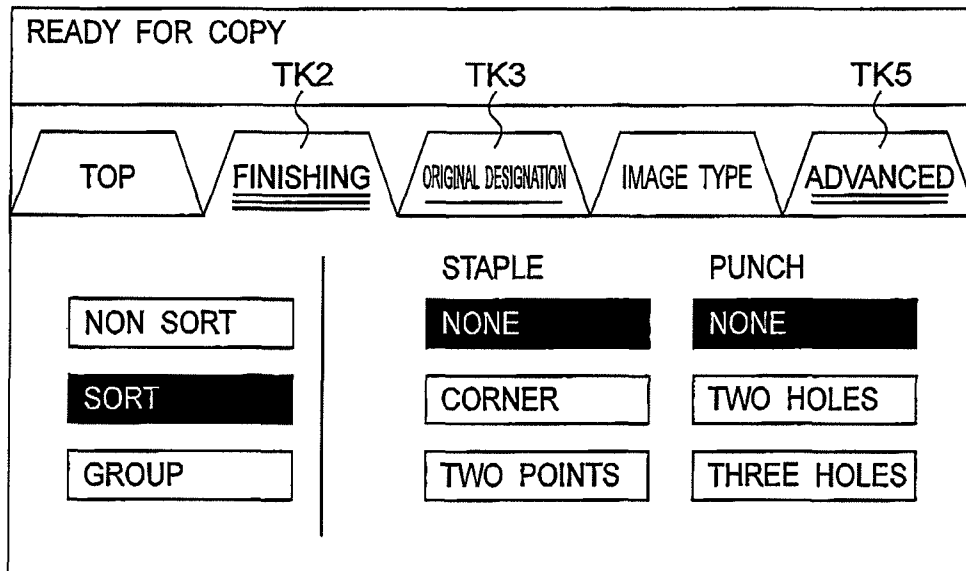 READY FOR COPY
TK2 TK3 TK5
TOP FINISHING ORIGINAL DESIGNATION IMAGE TYPE ADVANCED
STAPLE PUNCH
NON SORT NONE NONE
SORT CORNER TWO HOLES
GROUP TWO POINTS THREE HOLES